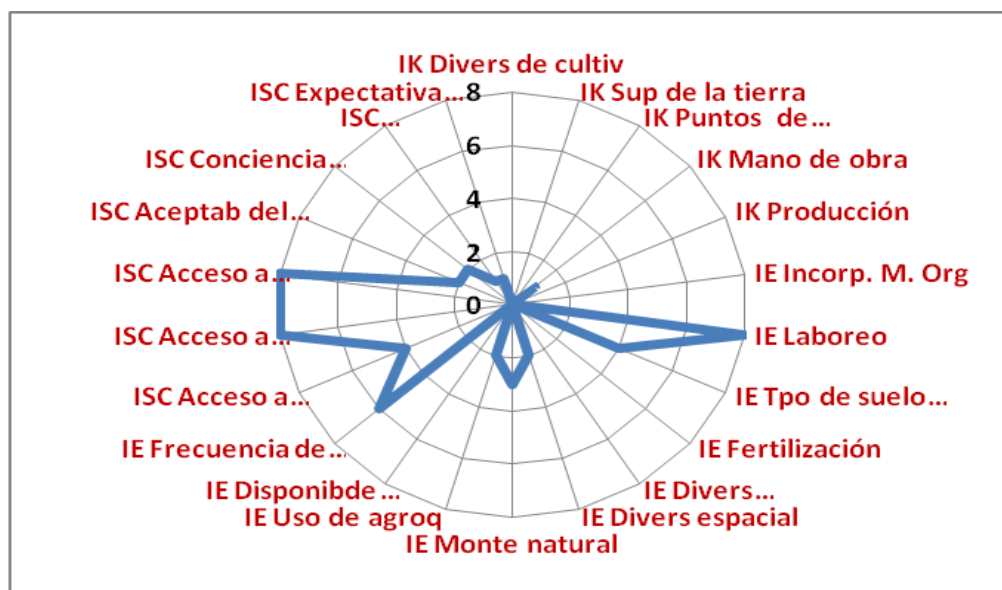 IK Divers de cultiv
IK Sup de la tierra
IK Puntos de...
IK Mano de obra
IK Producción
IE Incorp. M. Org
IE Laboreo
IE Tpo de suelo...
IE Fertilización
IE Divers...
IE Divers espacial
IE Monte natural
IE Uso de agroq
IE Disponibde...
IE Frecuencia de...
ISC Acceso a...
ISC Acceso a...
ISC Acceso a...
ISC Aceptab del...
ISC Conciencia...
ISC...
ISC Expectativa...
8
6
4
2
0